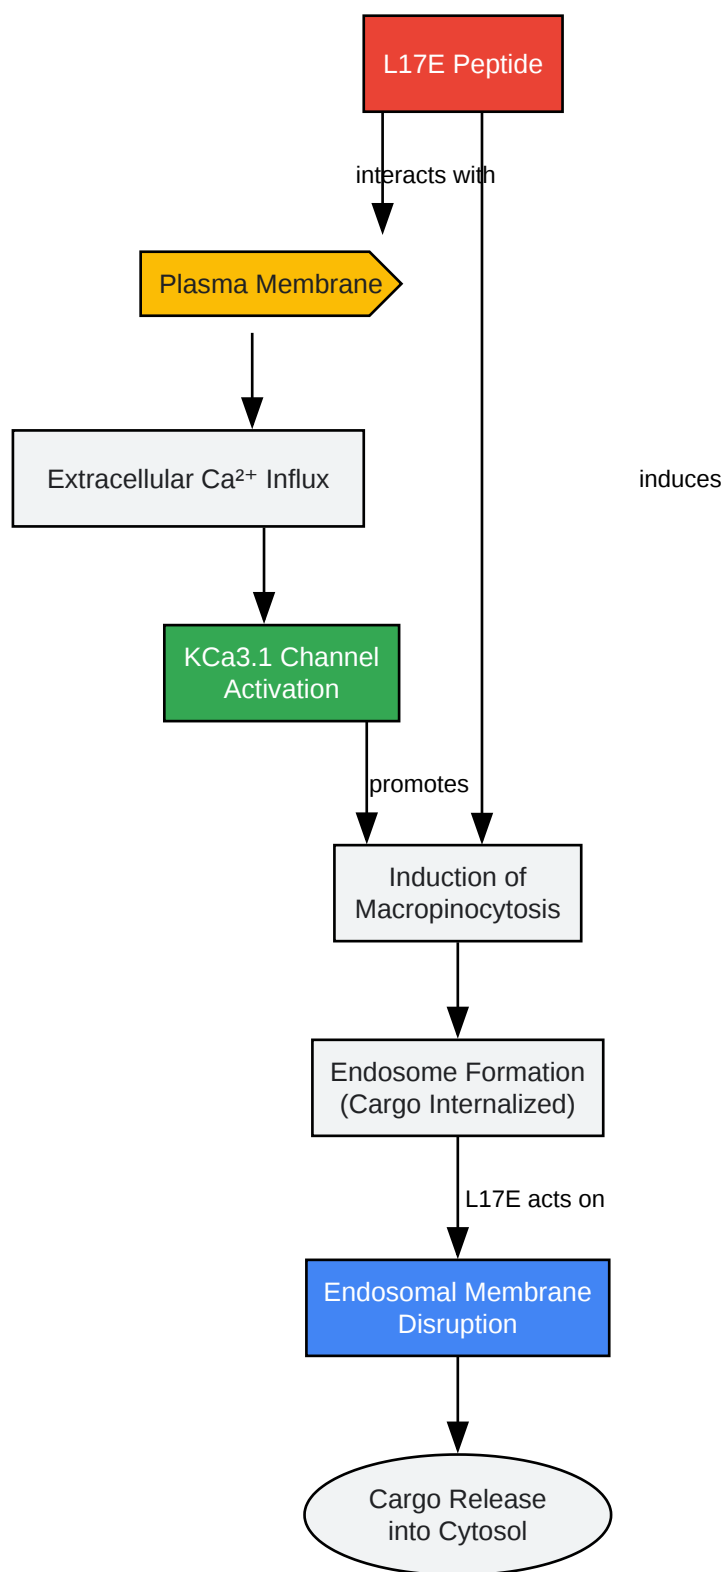 L17E Peptide
interacts with
Plasma Membrane
Extracellular Ca²⁺ Influx
induces
KCa3.1 Channel
Activation
promotes
Induction of
Macropinocytosis
Endosome Formation
(Cargo Internalized)
L17E acts on
Endosomal Membrane
Disruption
Cargo Release
into Cytosol